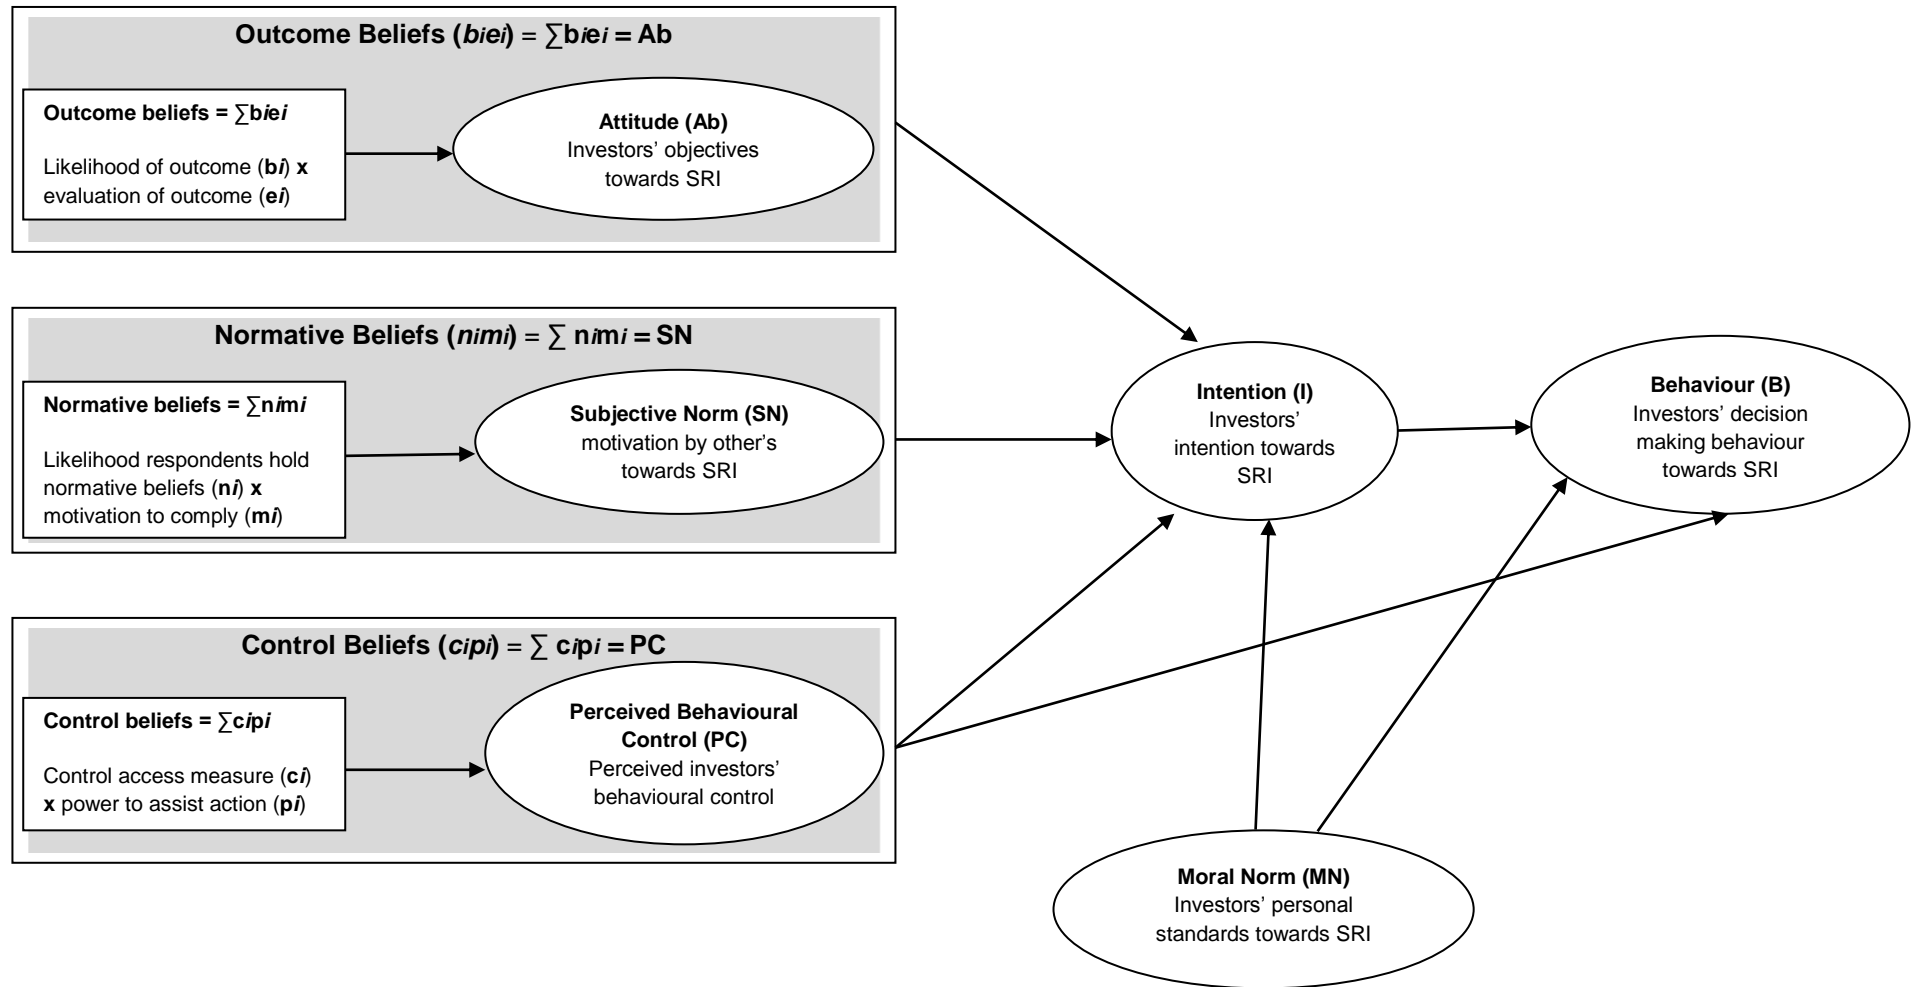 Outcome Beliefs (biei) = ∑biei = Ab
Outcome beliefs = ∑biei
Likelihood of outcome (bi) x
evaluation of outcome (ei)
Attitude (Ab)
Investors’ objectives
towards SRI
Normative Beliefs (nimi) = ∑ nimi = SN
Normative beliefs = ∑nimi
Likelihood respondents hold
normative beliefs (ni) x
motivation to comply (mi)
Subjective Norm (SN)
motivation by other’s
towards SRI
Control Beliefs (cipi) = ∑ cipi = PC
Control beliefs = ∑cipi
Control access measure (ci)
x power to assist action (pi)
Perceived Behavioural
Control (PC)
Perceived investors’
behavioural control
Intention (I)
Investors’
intention towards
SRI
Behaviour (B)
Investors’ decision
making behaviour
towards SRI
Moral Norm (MN)
Investors’ personal
standards towards SRI